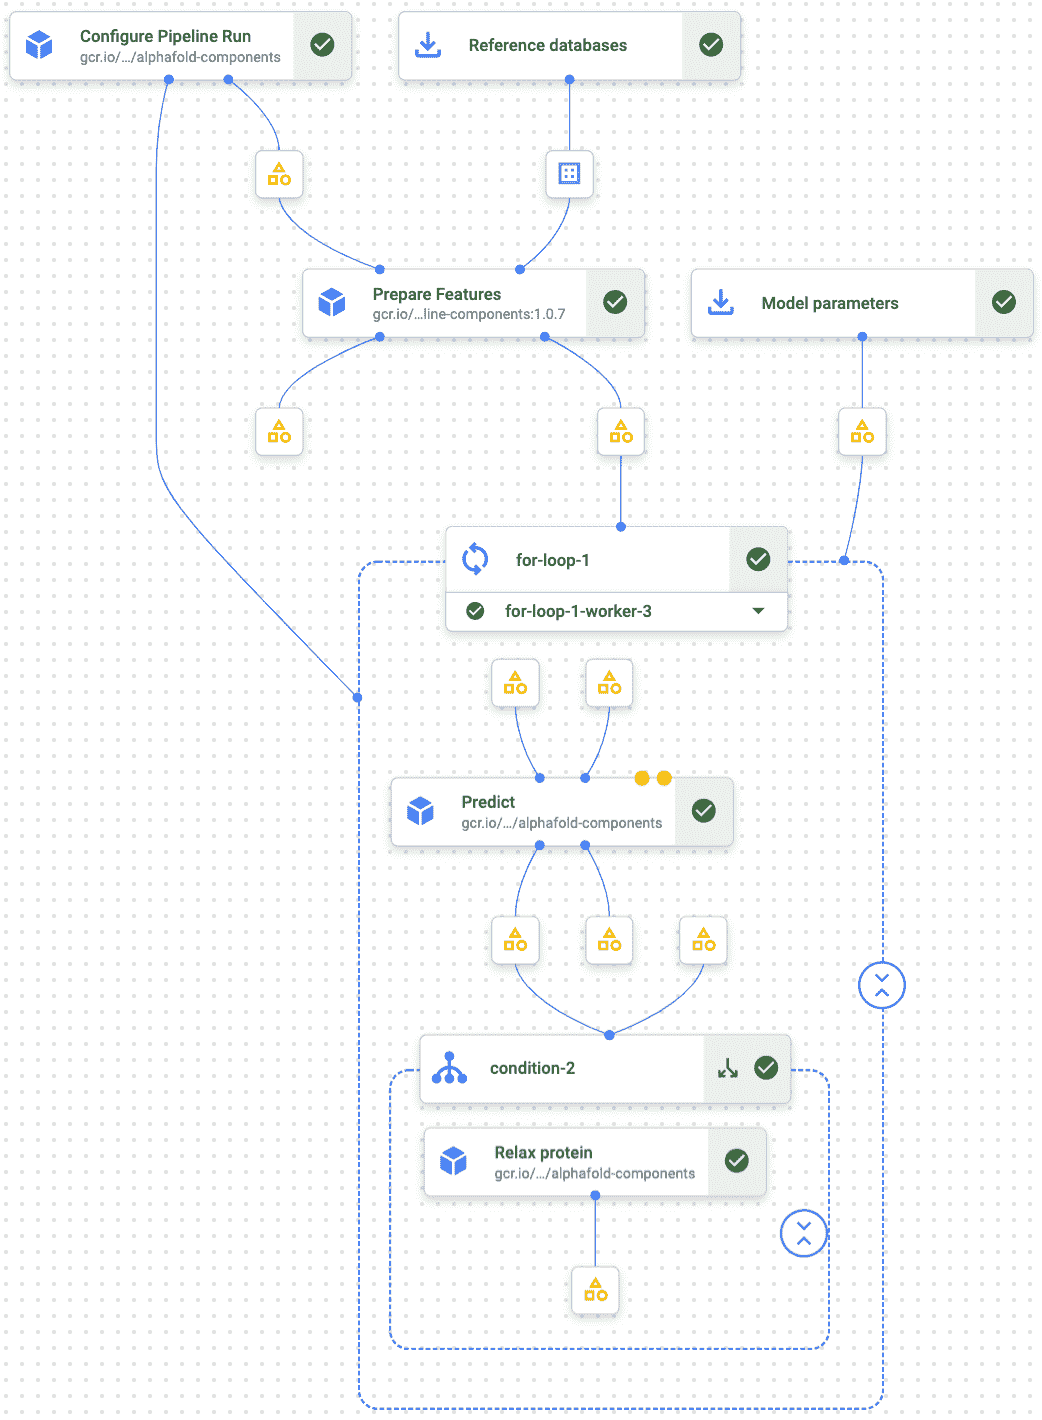 Configure Pipeline Run
gcr.io/.../alphafold-components
Reference databases
Prepare Features
gcr.io/...line-components:1.0.7
Model parameters
for-loop-1
for-loop-1-worker-3
Predict
gcr.io/.../alphafold-components
condition-2
Relax protein
gcr.io/.../alphafold-components